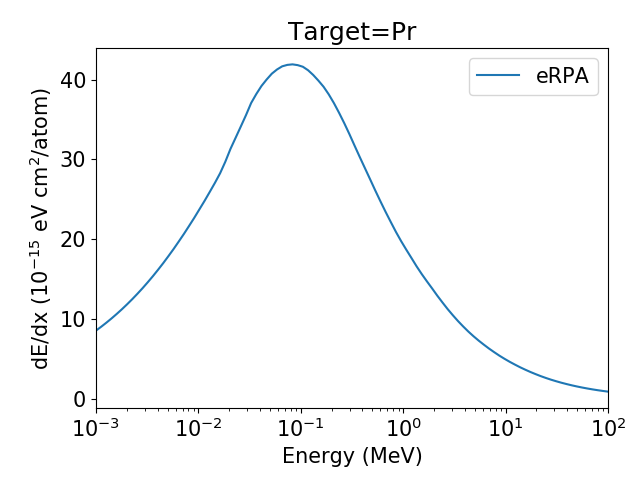 Target=Pr
eRPA
dE/dx (10⁻¹⁵ eV cm²/atom)
40
30
20
10
0
10⁻³ 10⁻² 10⁻¹ 10⁰ 10¹ 10²
Energy (MeV)